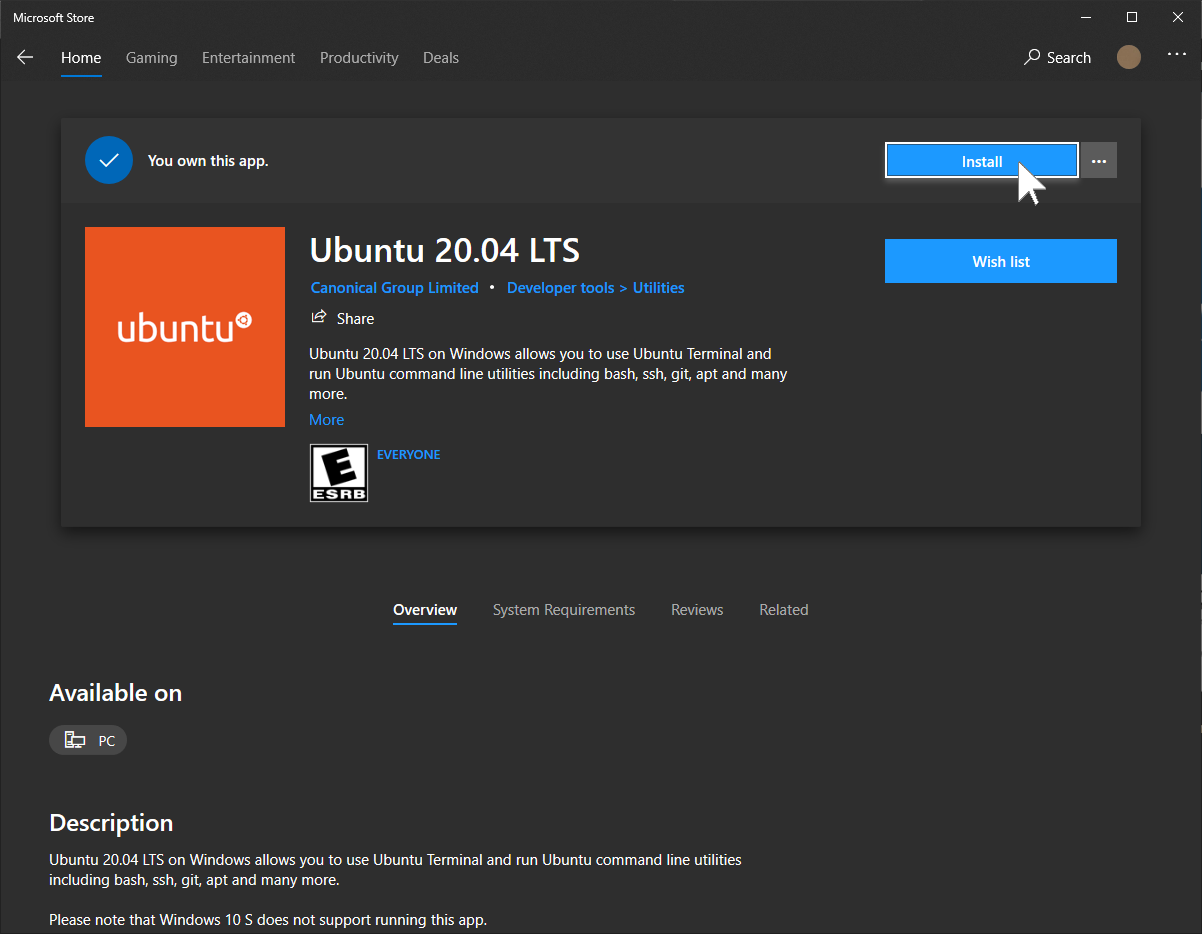 Microsoft Store
Home Gaming Entertainment Productivity Deals Search
You own this app.
Install
ubuntu
Ubuntu 20.04 LTS
Wish list
Canonical Group Limited • Developer tools > Utilities
Share
Ubuntu 20.04 LTS on Windows allows you to use Ubuntu Terminal and
run Ubuntu command line utilities including bash, ssh, git, apt and many
more.
More
E
ESRB
EVERYONE
Overview System Requirements Reviews Related
Available on
PC
Description
Ubuntu 20.04 LTS on Windows allows you to use Ubuntu Terminal and run Ubuntu command line utilities
including bash, ssh, git, apt and many more.
Please note that Windows 10 S does not support running this app.